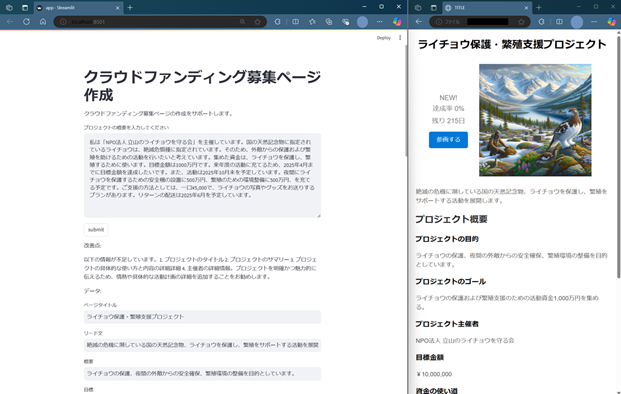 app · Streamlit
localhost:8501
Deploy
クラウドファンディング募集ページ
作成
クラウドファンディング募集ページの作成をサポートします。
プロジェクトの概要を入力してください
私は「NPO法人 立山のライチョウを守る会」を主催しています。国の天然記念物に指定され
ているライチョウは、絶滅危惧種に指定されています。そのため、外敵からの保護および繁
殖を助けるための活動を行いたいと考えています。集めた資金は、ライチョウを保護し、繁
殖するために使います。目標金額は1000万円です。来年度の活動に充てるため、2025年4月ま
でに目標金額を達成したいです。また、活動は2025年10月末を予定しています。夜間にライ
チョウを保護するための安全柵の設置に500万円、繁殖のための環境整備に300万円、を充て
る予定です。ご支援の方法としては、一口¥5,000で、ライチョウの写真やグッズをお送りする
プランがあります。リターンの配送は2025年6月を予定しています。
submit
改善点:
以下の情報が不足しています。1. プロジェクトのタイトル 2. プロジェクトのサマリー 3. プロジェ
クトの具体的な使い方と内容の詳細 4. 主催者の詳細情報、プロジェクトを明確かつ魅力的に
伝えるため、情熱や具体的な活動計画の詳細を追加することをお勧めします。
データ:
ページタイトル
ライチョウ保護・繁殖支援プロジェクト
リード文
絶滅の危機に瀕している国の天然記念物、ライチョウを保護し、繁殖をサポートする活動を展開
概要
ライチョウの保護、夜間の外敵からの安全確保、繁殖環境の整備を目的としています。
目標
TITLE
ファイル
ライチョウ保護・繁殖支援プロジェクト
NEW!
達成率 0%
残り 215日
参画する
絶滅の危機に瀕している国の天然記念物、ライチョウを保護し、繁殖を
サポートする活動を展開します。
プロジェクト概要
プロジェクトの目的
ライチョウの保護、夜間の外敵からの安全確保、繁殖環境の整備を目的
としています。
プロジェクトのゴール
ライチョウの保護および繁殖支援のための活動資金1,000万円を集め
る。
プロジェクト主催者
NPO法人 立山のライチョウを守る会
目標金額
￥10,000,000
資金の使い道